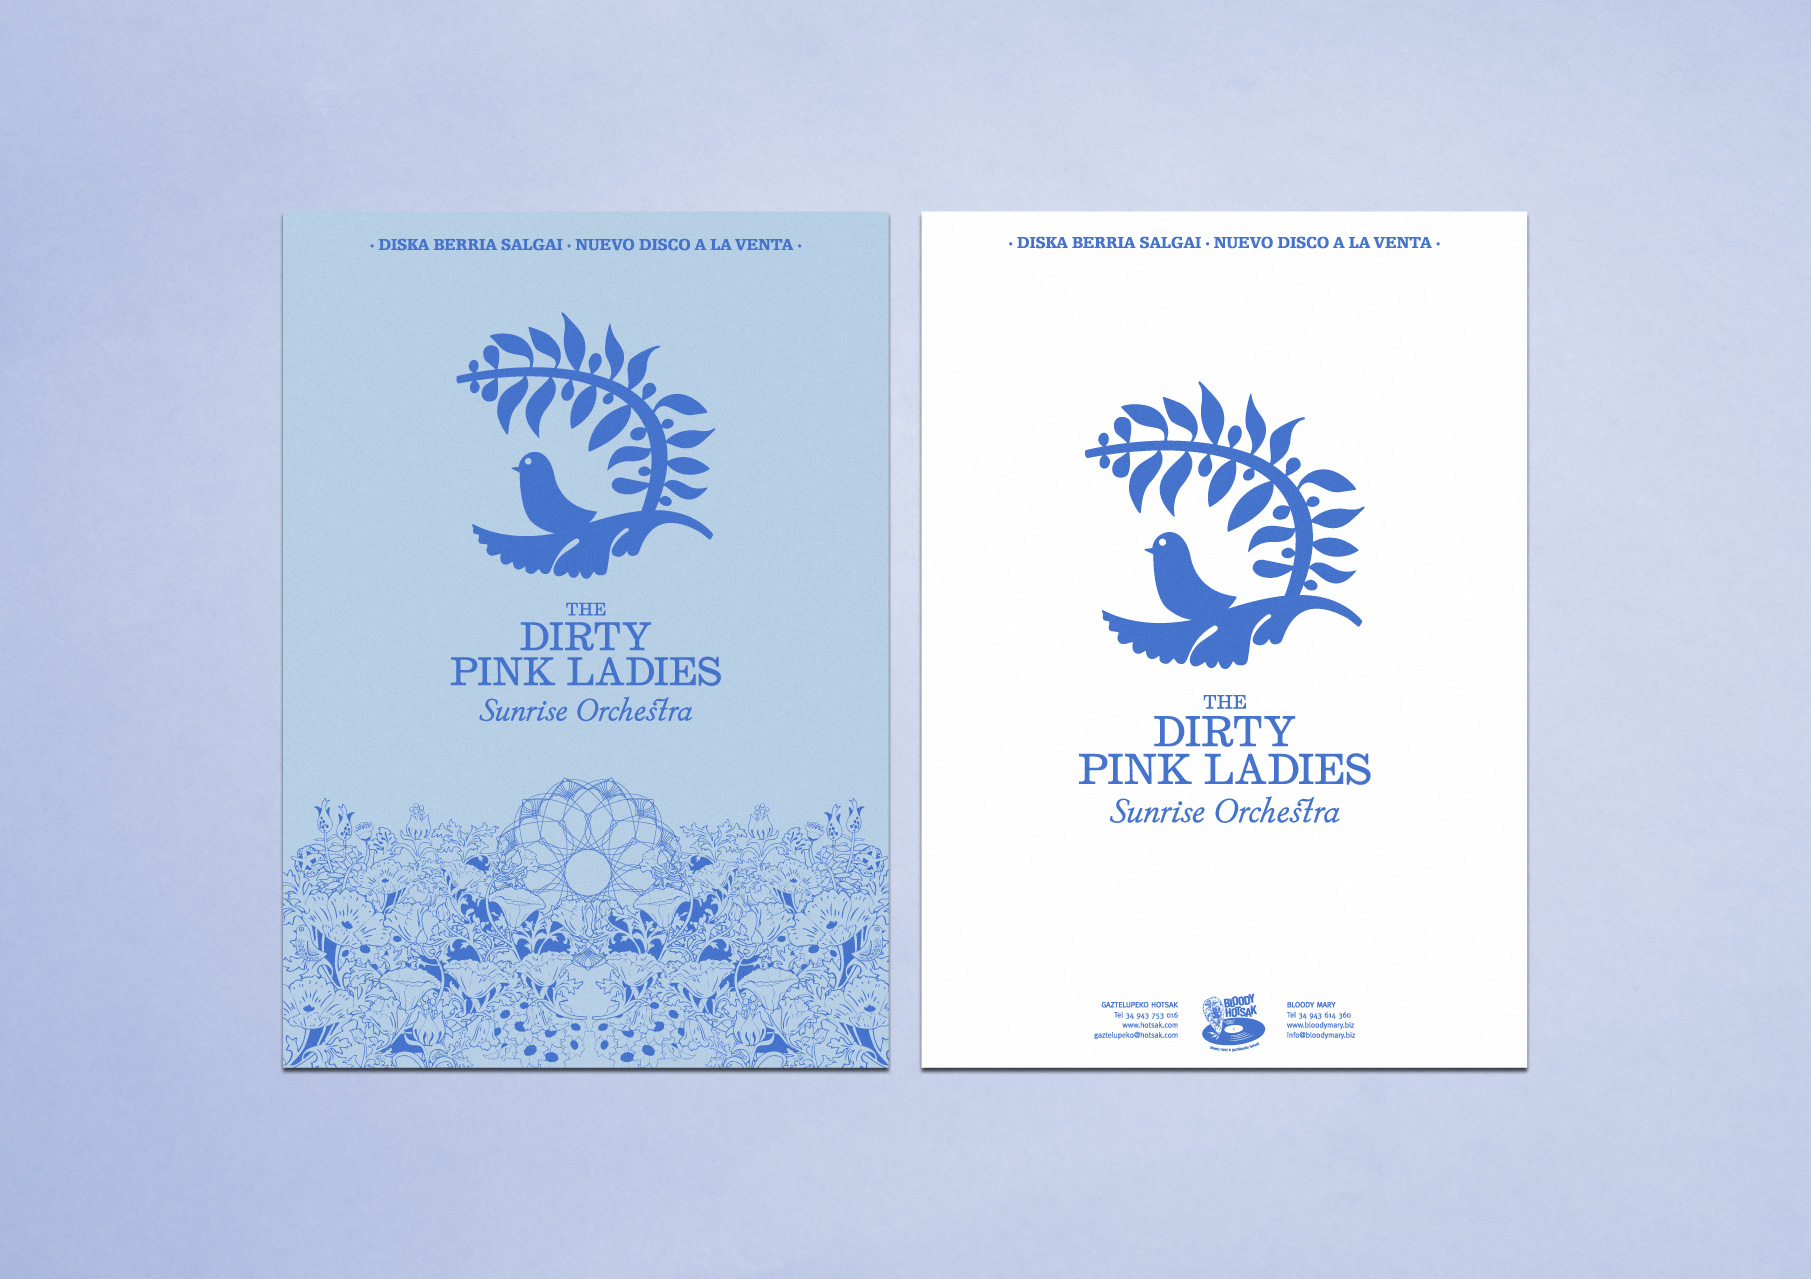 · DISKA BERRIA SALGAI · NUEVO DISCO A LA VENTA ·
THE
DIRTY
PINK LADIES
Sunrise Orchestra
· DISKA BERRIA SALGAI · NUEVO DISCO A LA VENTA ·
THE
DIRTY
PINK LADIES
Sunrise Orchestra
GAZTELUPEKO HOTSAK
Tel 34 943 753 016
www.hotsak.com
gaztelupeko@hotsak.com
BLOODY
HOTSAK
BLOODY MARY
Tel 34 943 614 360
www.bloodymary.biz
info@bloodymary.biz